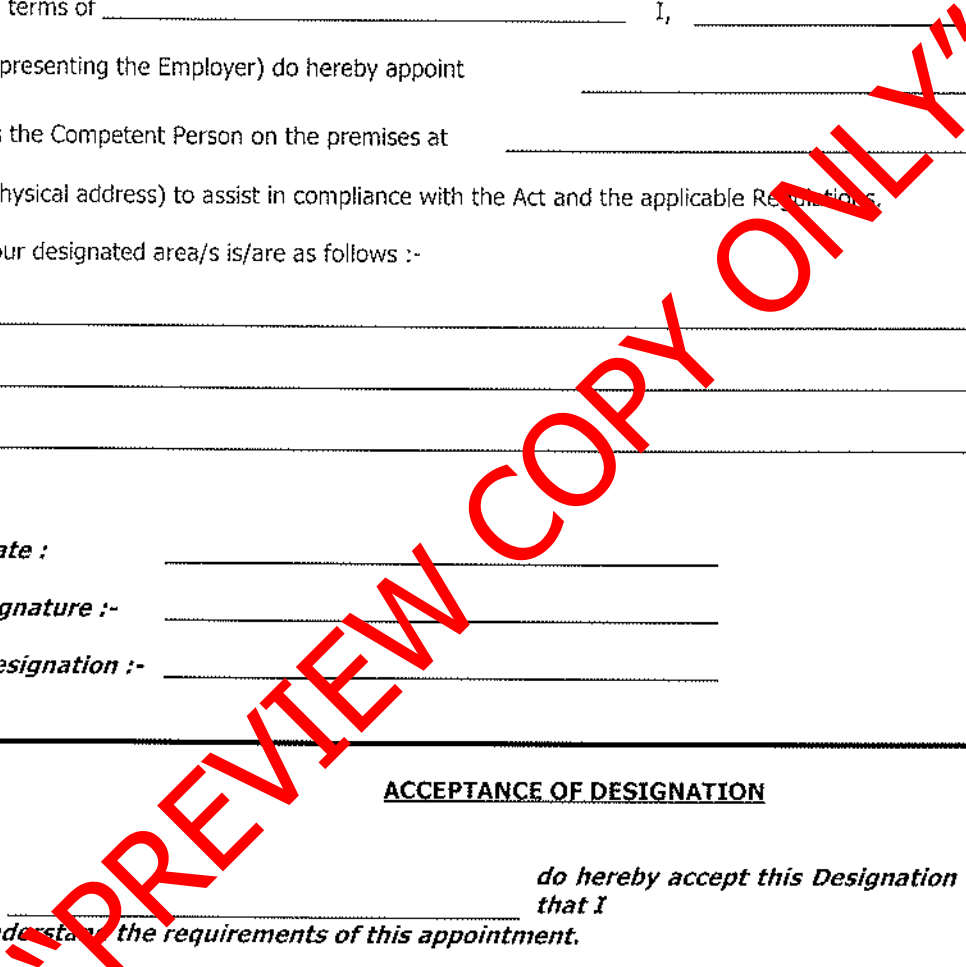 terms of I,
presenting the Employer) do hereby appoint
the Competent Person on the premises at
hysical address) to assist in compliance with the Act and the applicable Regulations.
our designated area/s is/are as follows :-
ate :
gnature :-
esignation :-
ACCEPTANCE OF DESIGNATION
do hereby accept this Designation
that I
nderstand the requirements of this appointment.
"PREVIEW COPY ONLY"